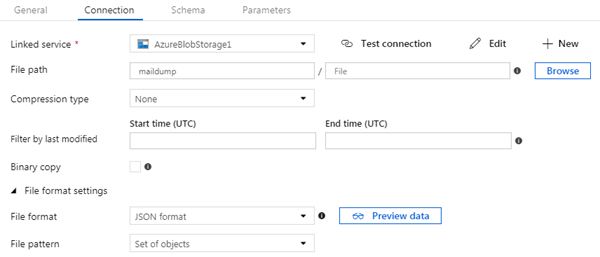 General Connection Schema Parameters
Linked service * AzureBlobStorage1 Test connection Edit New
File path maildump / File Browse
Compression type None
Start time (UTC) End time (UTC)
Filter by last modified
Binary copy
File format settings
File format JSON format Preview data
File pattern Set of objects